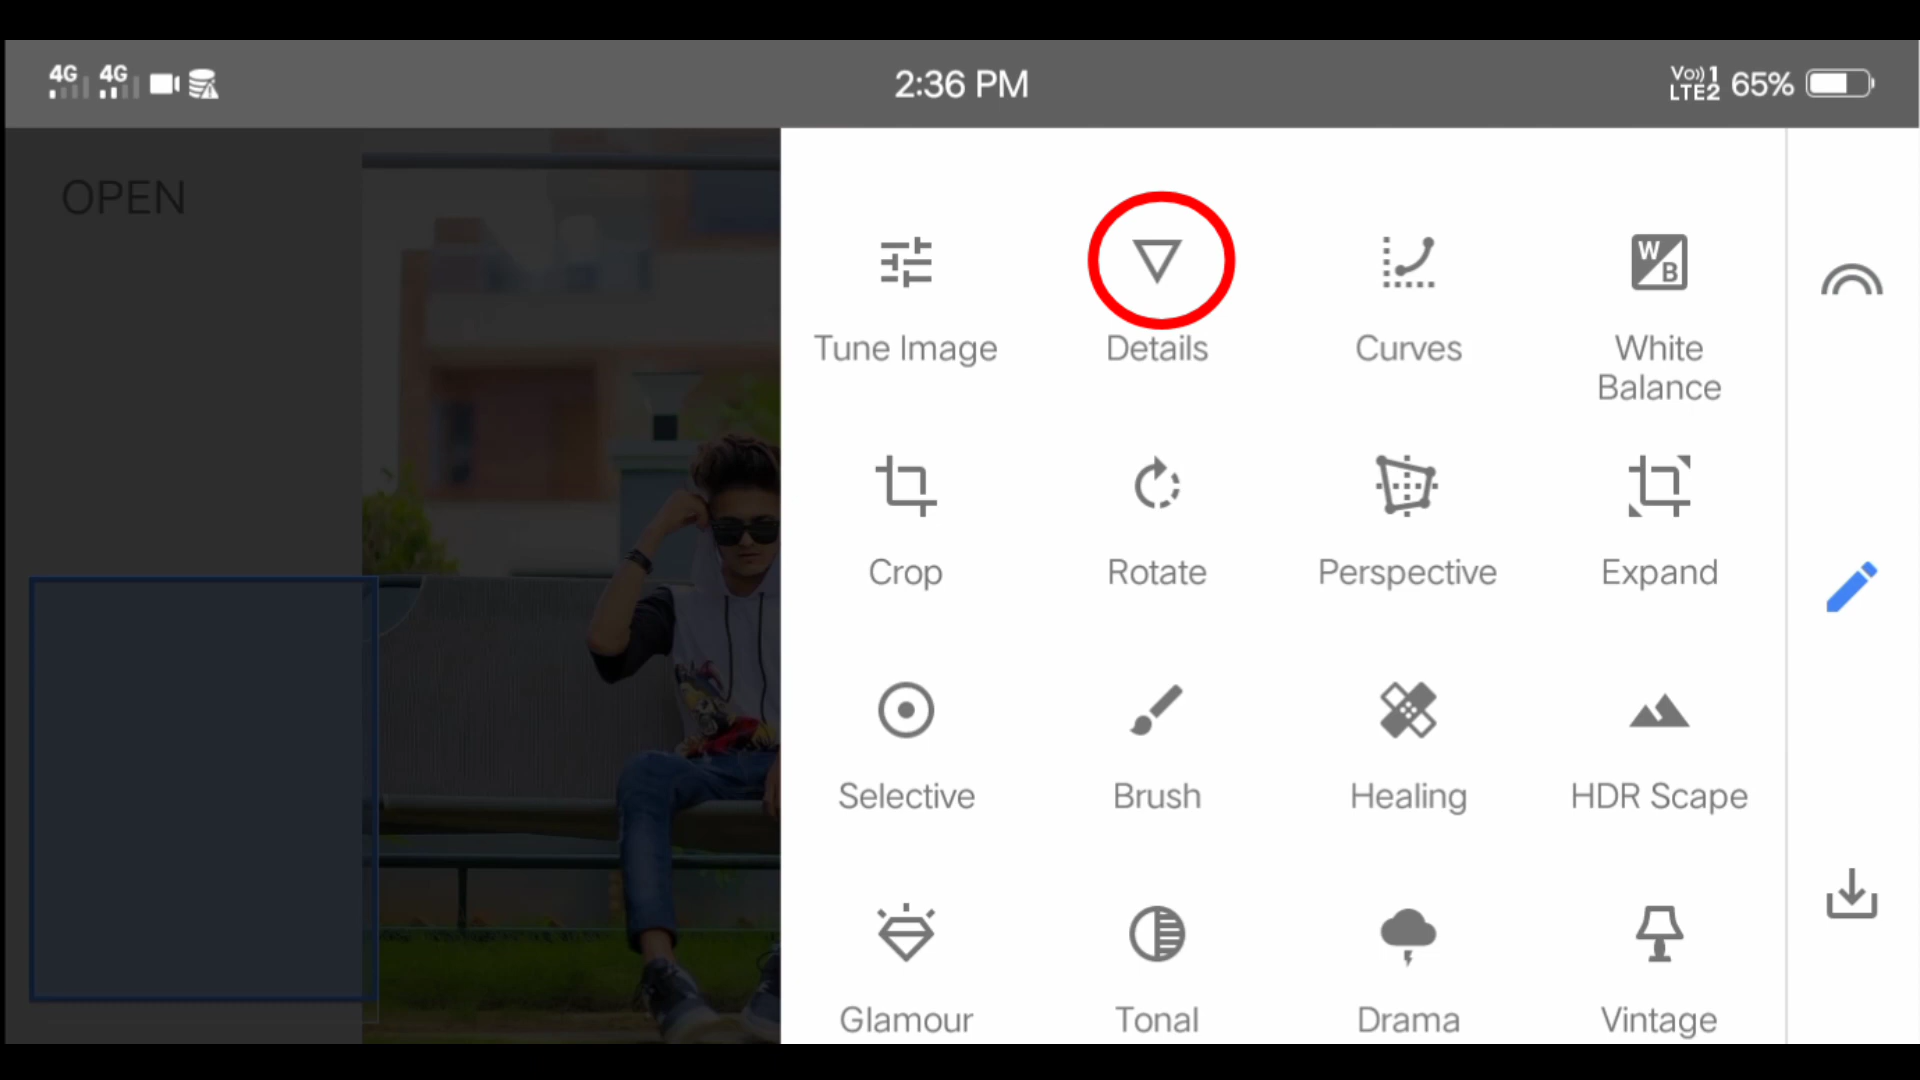 4G 4G
2:36 PM
Vo)) 1
LTE2
65%
OPEN
Tune Image
Details
Curves
White
Balance
W
B
Crop
Rotate
Perspective
Expand
Selective
Brush
Healing
HDR Scape
Glamour
Tonal
Drama
Vintage